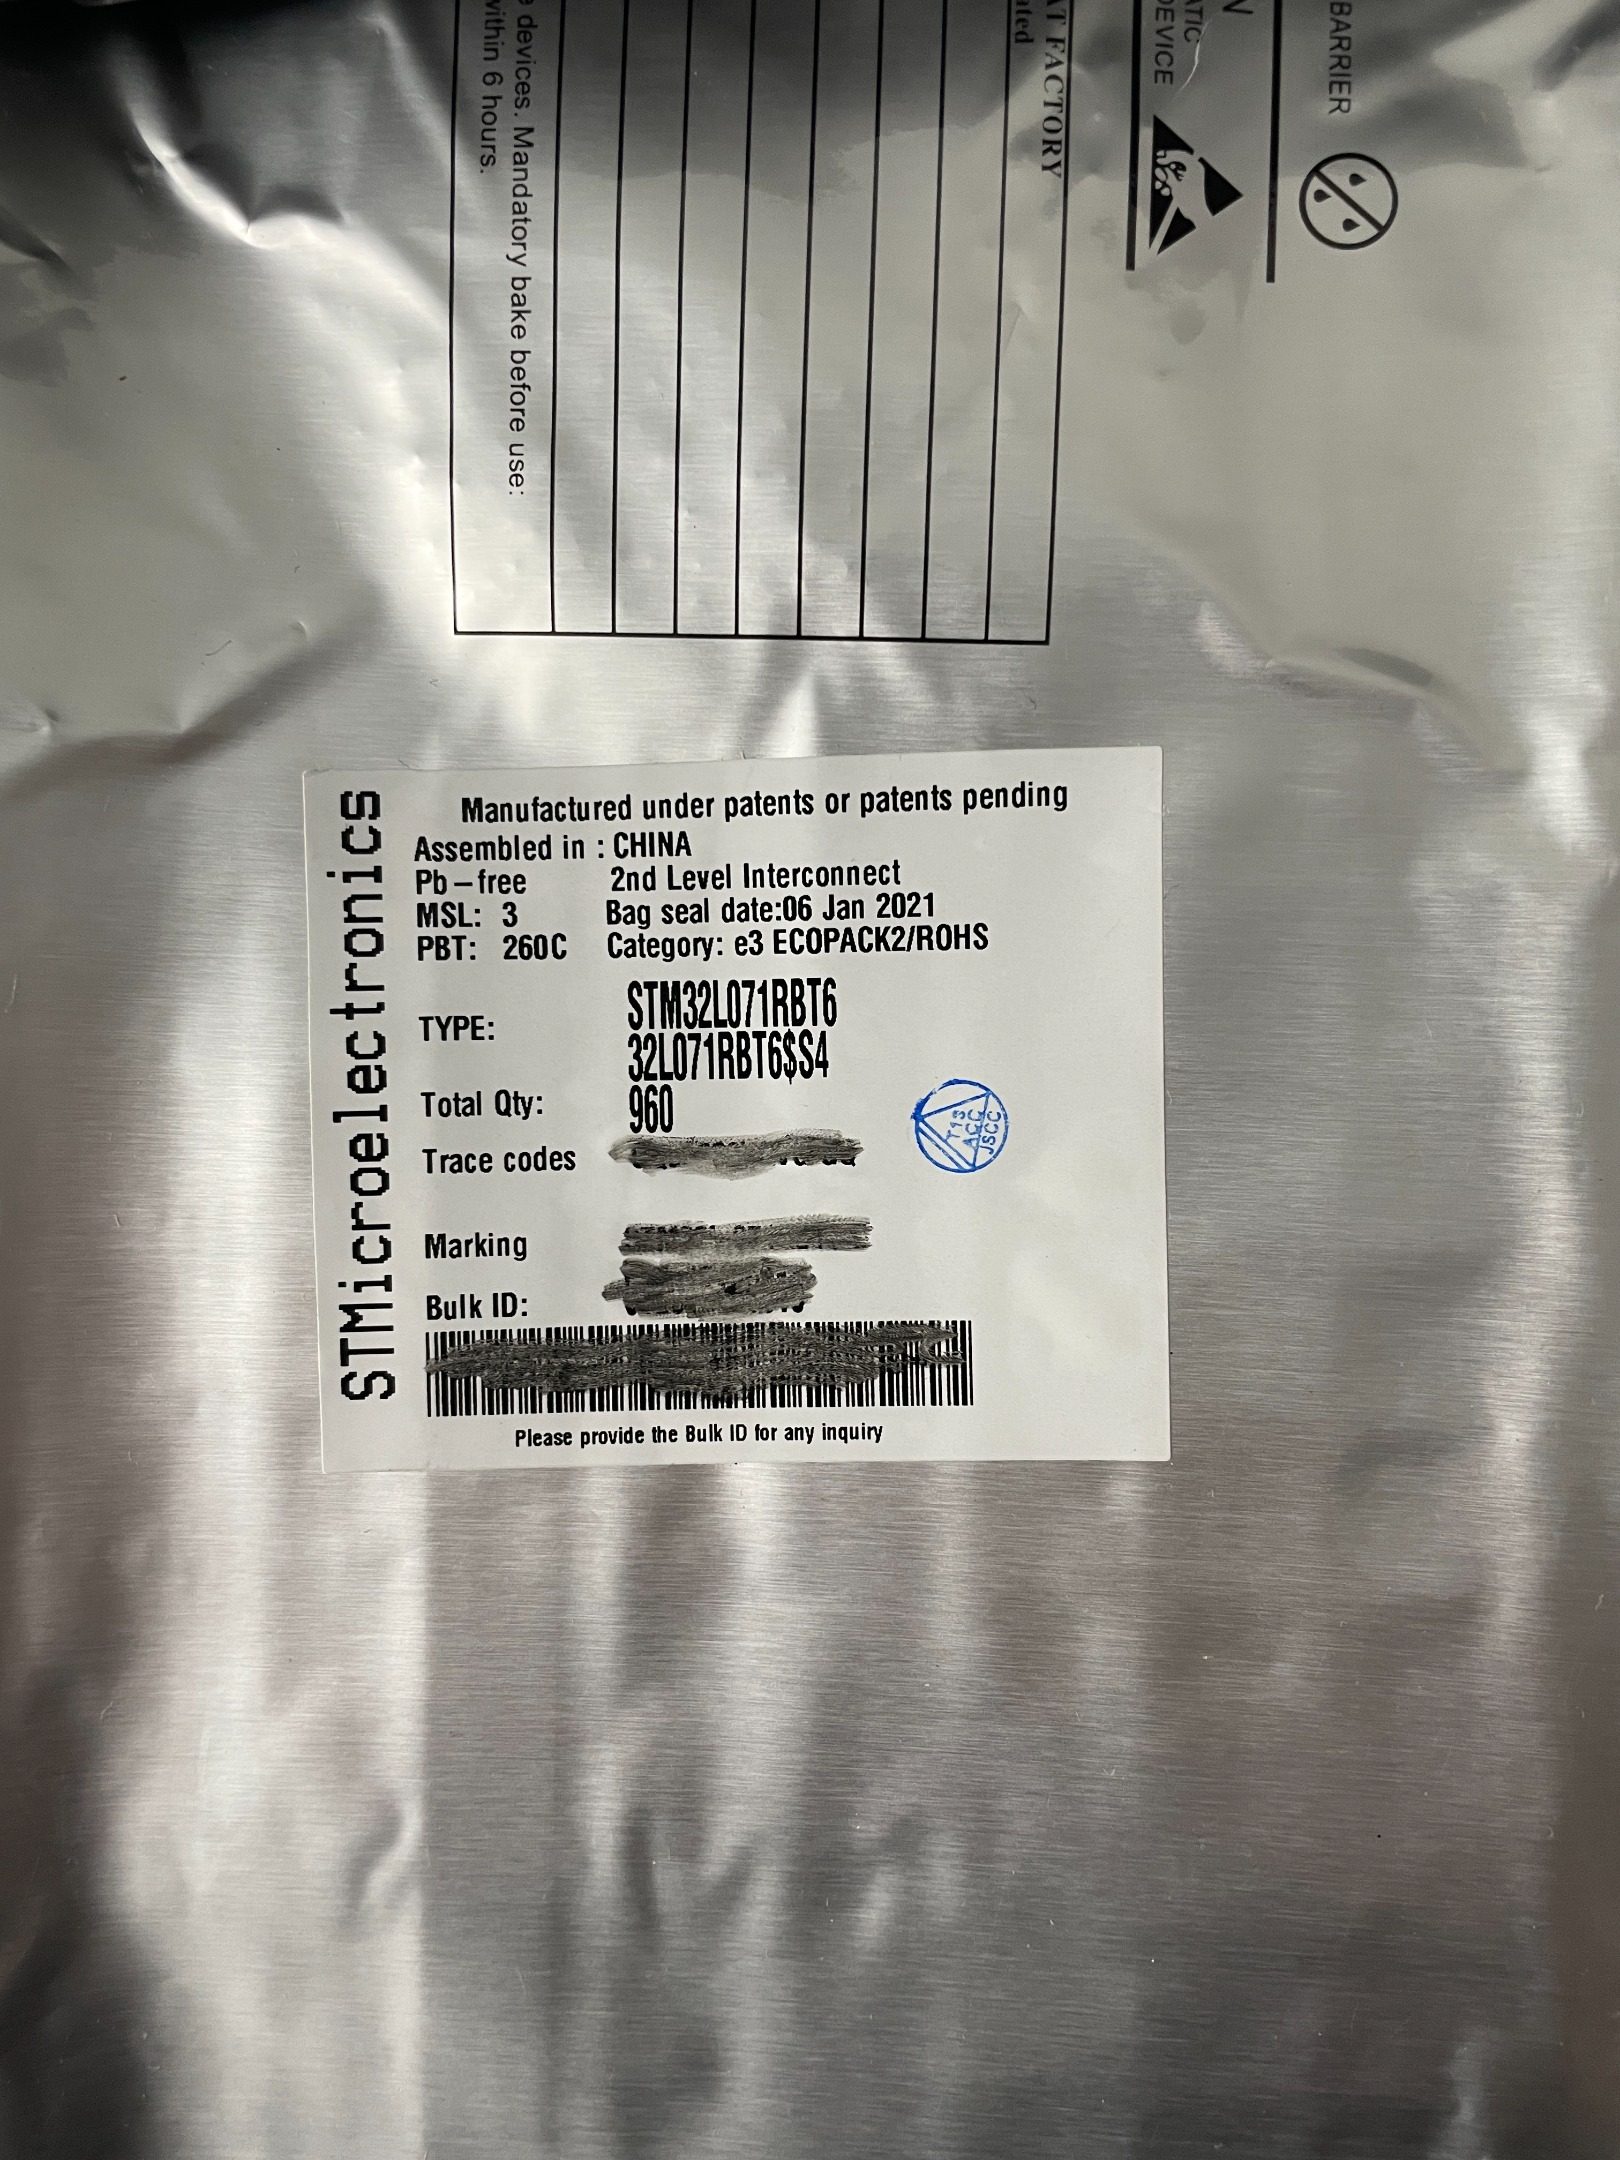 BARRIER
ATIC
DEVICE
AT FACTORY
devices. Mandatory bake before use:
within 6 hours.
STMicroelectronics
Manufactured under patents or patents pending
Assembled in : CHINA
Pb-free 2nd Level Interconnect
MSL: 3 Bag seal date:06 Jan 2021
PBT: 260C Category: e3 ECOPACK2/ROHS
TYPE: STM32L071RBT6
32L071RBT6$S4
Total Qty: 960
Trace codes
T13
ACC
JSCC
Marking
Bulk ID:
Please provide the Bulk ID for any inquiry